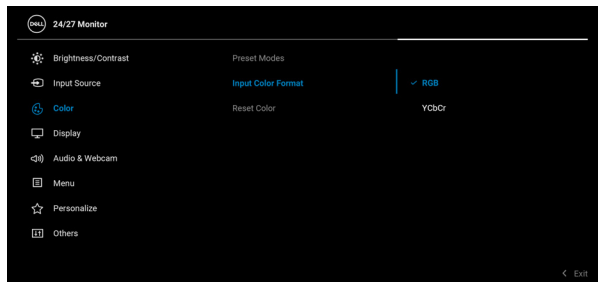 DELL 24/27 Monitor
Brightness/Contrast Preset Modes
Input Source Input Color Format ✓ RGB
Color Reset Color YCbCr
Display
Audio & Webcam
Menu
Personalize
Others
< Exit